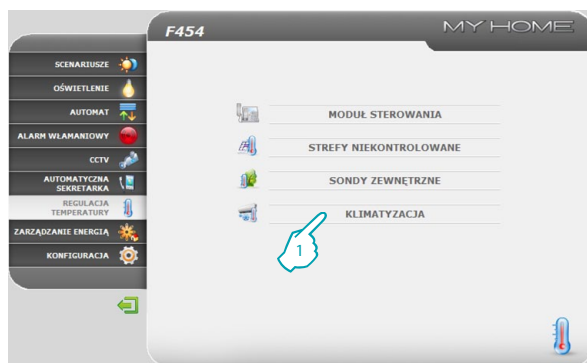 F454
MY HOME
SCENARIUSZE
OŚWIETLENIE
AUTOMAT
ALARM WŁAMANIOWY
CCTV
AUTOMATYCZNA
SEKRETARKA
REGULACJA
TEMPERATURY
ZARZĄDZANIE ENERGIĄ
KONFIGURACJA
MODUŁ STEROWANIA
STREFY NIEKONTROLOWANE
SONDY ZEWNĘTRZNE
KLIMATYZACJA
1